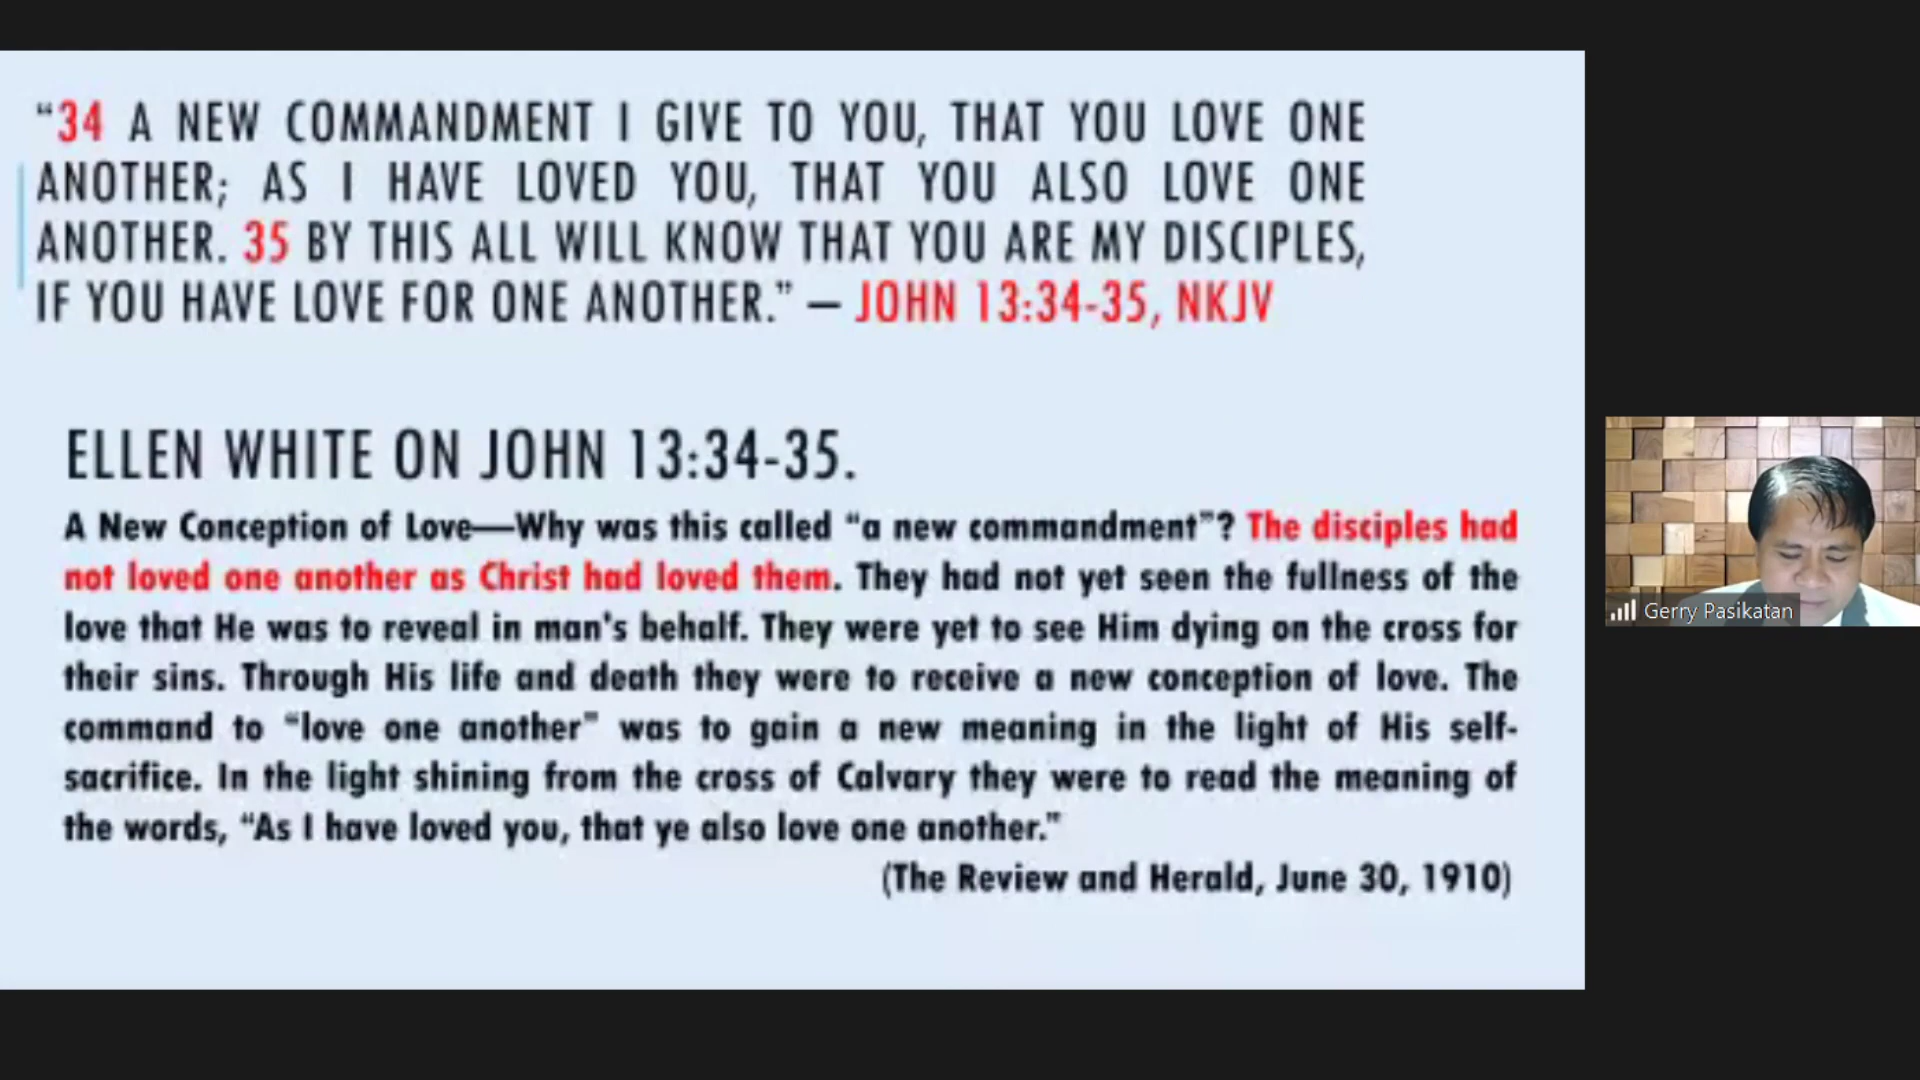 “34 A NEW COMMANDMENT I GIVE TO YOU, THAT YOU LOVE ONE
ANOTHER; AS I HAVE LOVED YOU, THAT YOU ALSO LOVE ONE
ANOTHER. 35 BY THIS ALL WILL KNOW THAT YOU ARE MY DISCIPLES,
IF YOU HAVE LOVE FOR ONE ANOTHER.” – JOHN 13:34-35, NKJV
ELLEN WHITE ON JOHN 13:34-35.
A New Conception of Love—Why was this called “a new commandment”? The disciples had
not loved one another as Christ had loved them. They had not yet seen the fullness of the
love that He was to reveal in man's behalf. They were yet to see Him dying on the cross for
their sins. Through His life and death they were to receive a new conception of love. The
command to “love one another” was to gain a new meaning in the light of His self-
sacrifice. In the light shining from the cross of Calvary they were to read the meaning of
the words, “As I have loved you, that ye also love one another.”
(The Review and Herald, June 30, 1910)
Gerry Pasikatan